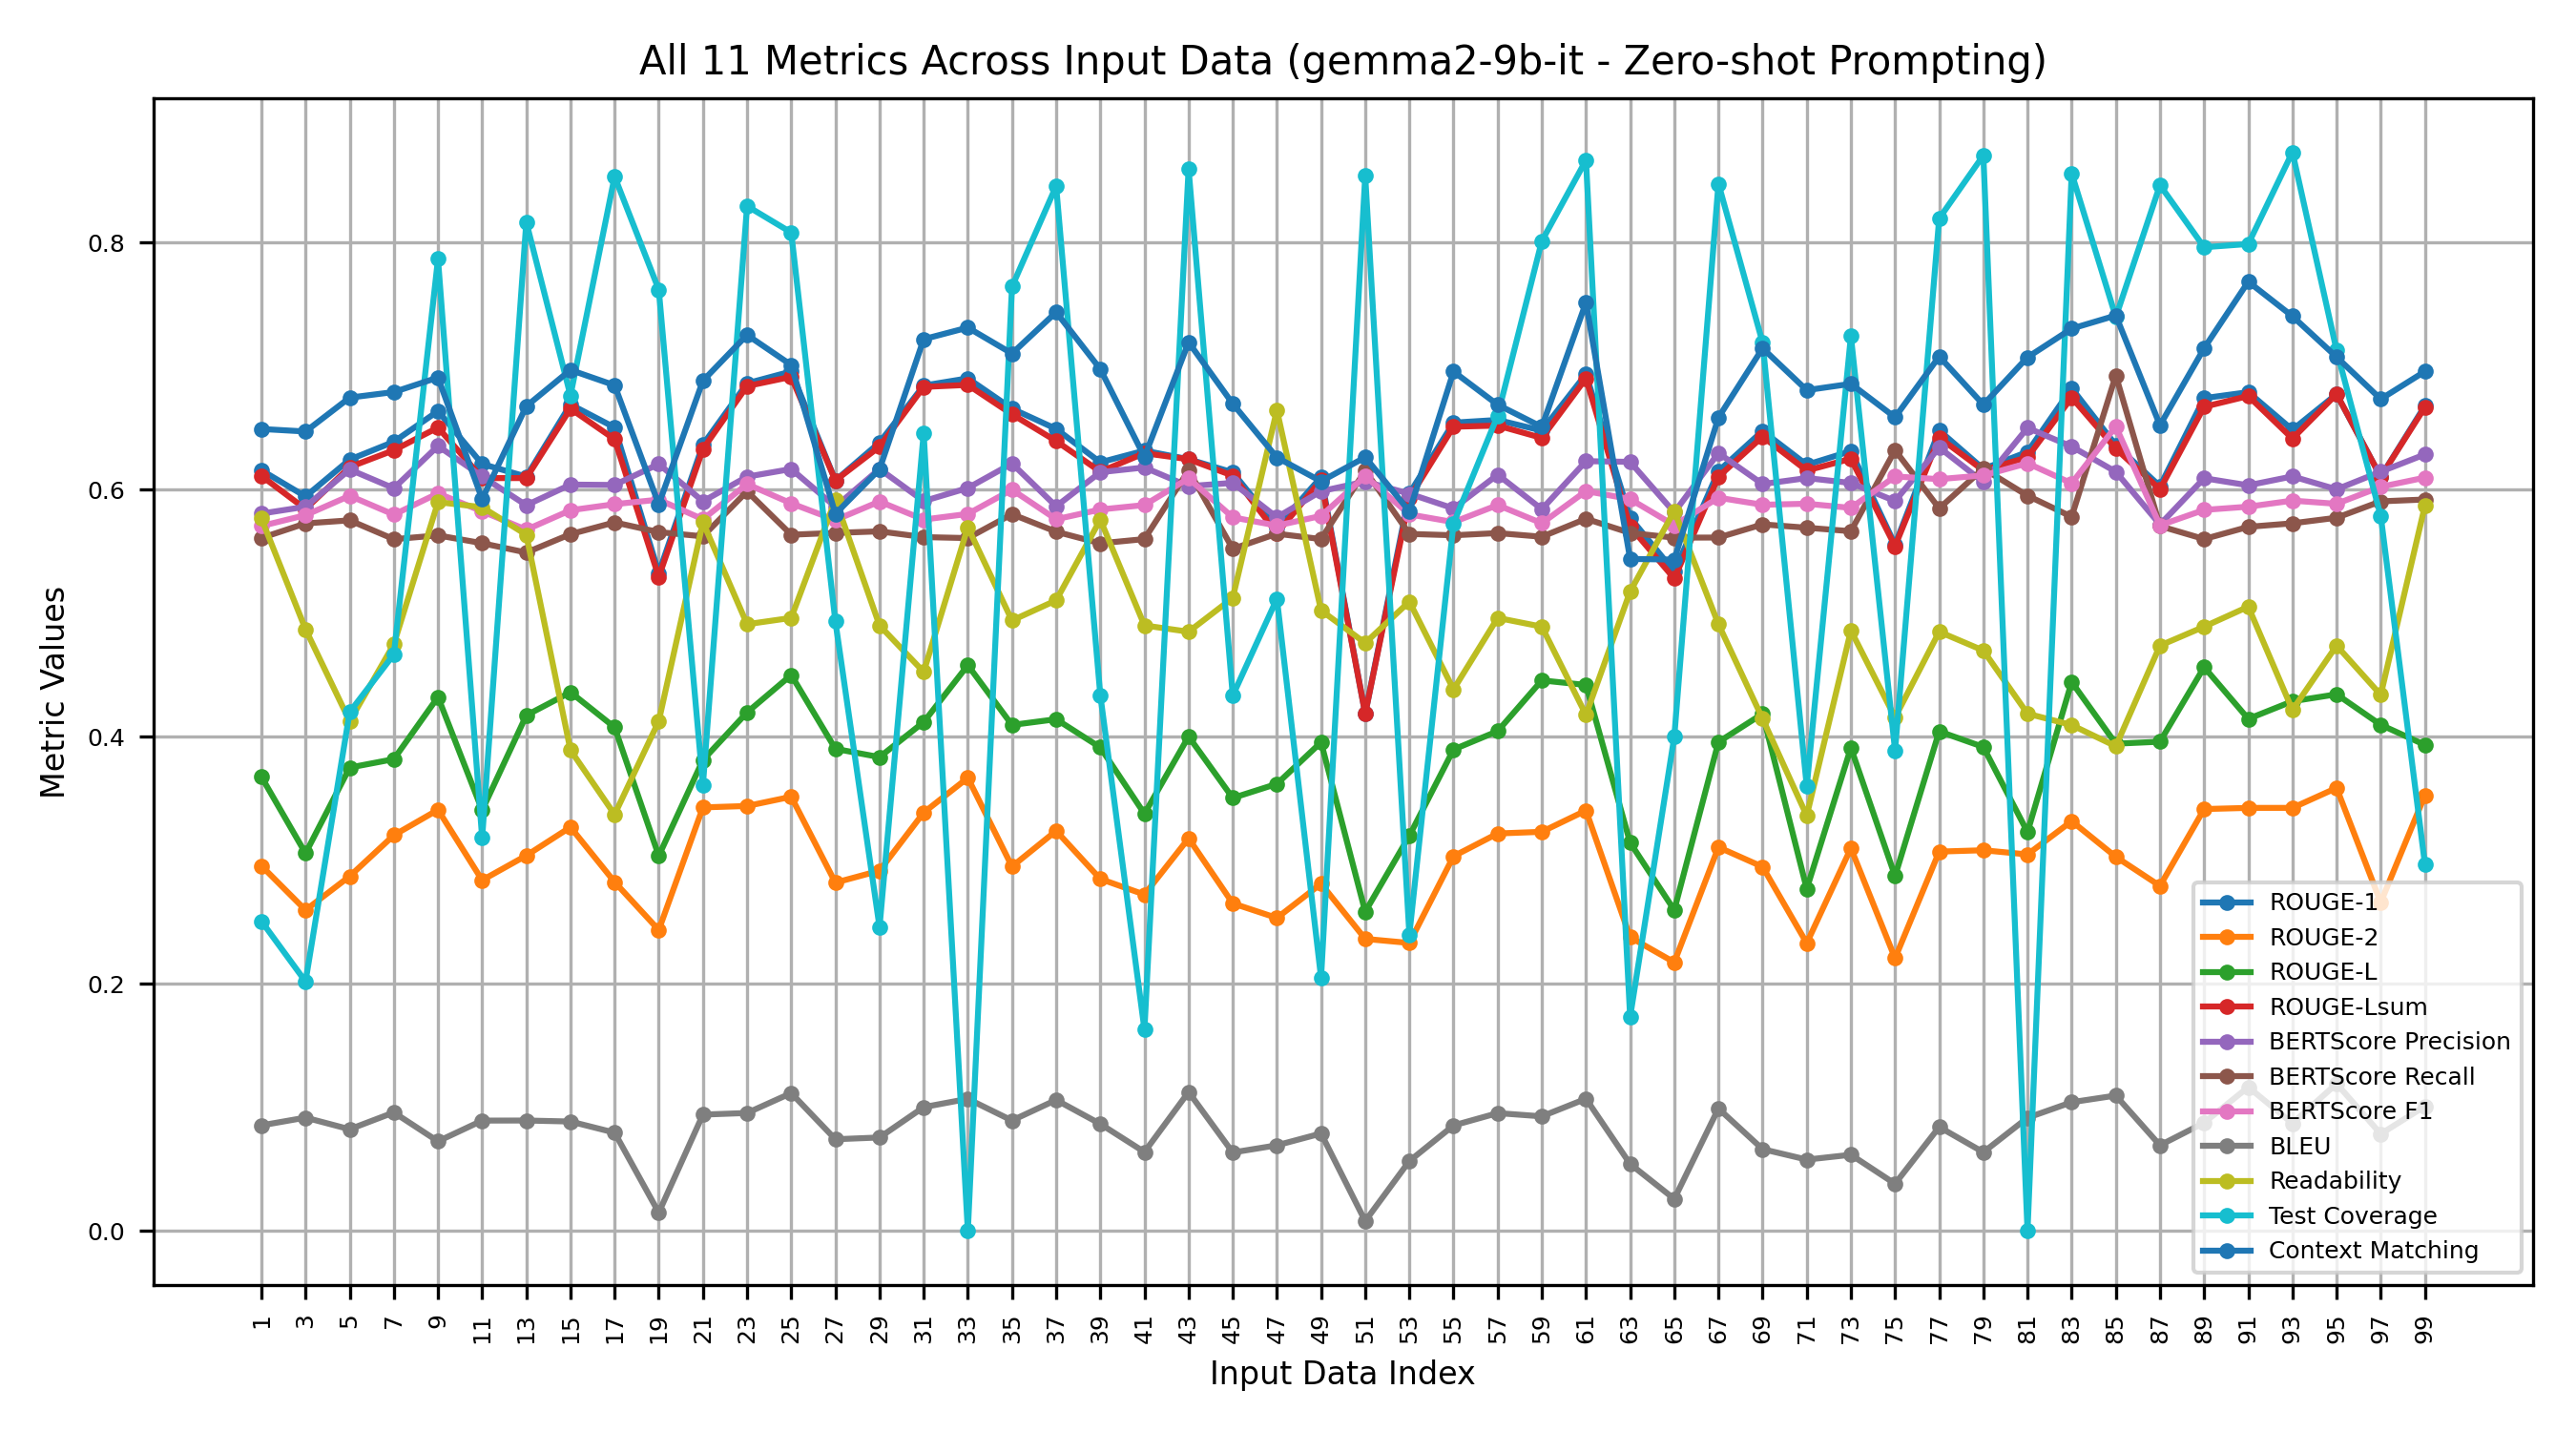 All 11 Metrics Across Input Data (gemma2-9b-it - Zero-shot Prompting)
Metric Values
0.8
0.6
0.4
0.2
0.0
ROUGE-1
ROUGE-2
ROUGE-L
ROUGE-Lsum
BERTScore Precision
BERTScore Recall
BERTScore F1
BLEU
Readability
Test Coverage
Context Matching
1 3 5 7 9 11 13 15 17 19 21 23 25 27 29 31 33 35 37 39 41 43 45 47 49 51 53 55 57 59 61 63 65 67 69 71 73 75 77 79 81 83 85 87 89 91 93 95 97 99
Input Data Index